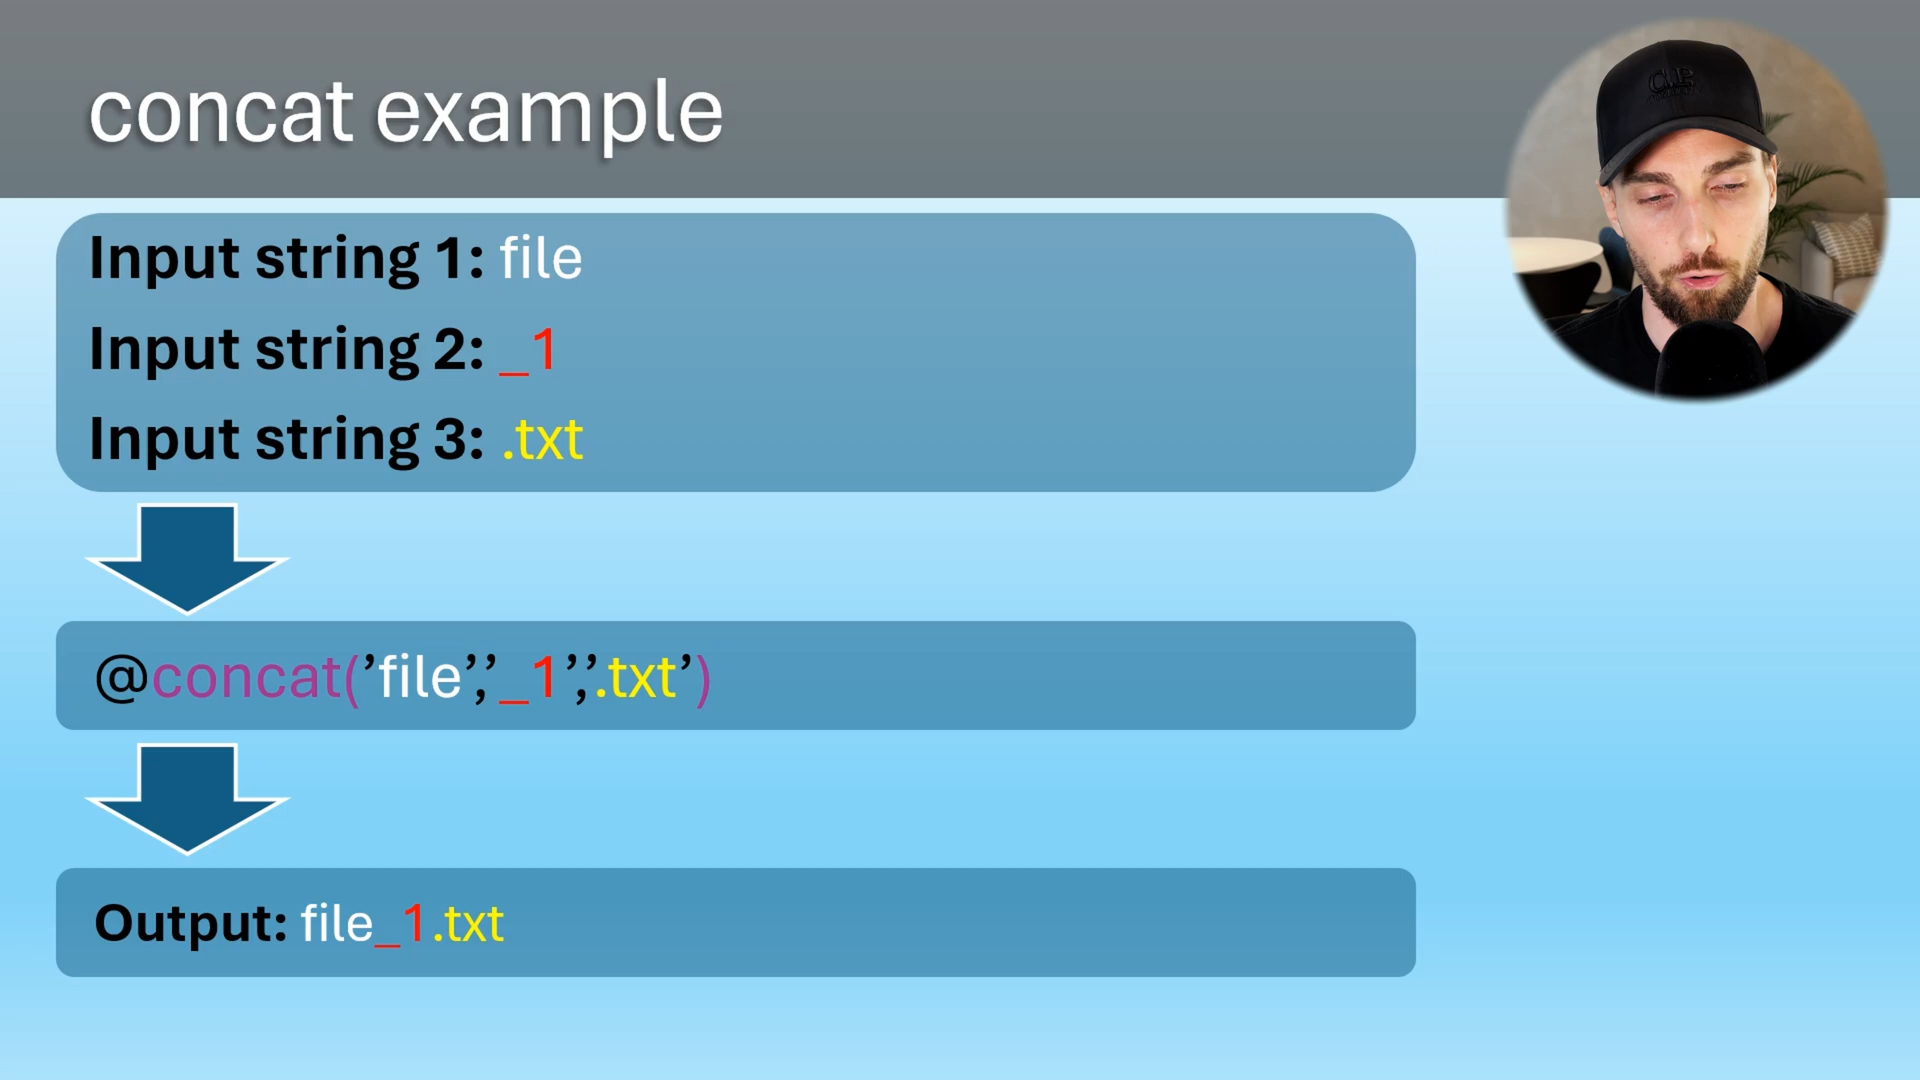 concat example
Input string 1: file
Input string 2: _1
Input string 3: .txt
@concat(’file’,’_1’,’.txt’)
Output: file_1.txt